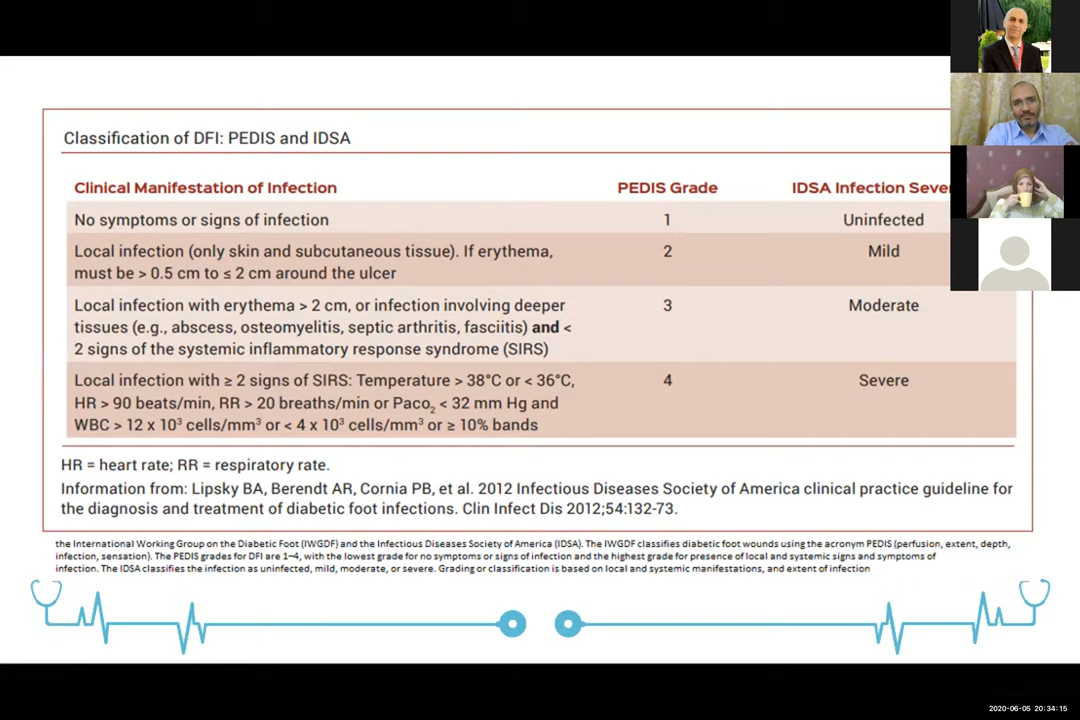 Classification of DFI: PEDIS and IDSA
Clinical Manifestation of Infection PEDIS Grade IDSA Infection Sever
No symptoms or signs of infection 1 Uninfected
Local infection (only skin and subcutaneous tissue). If erythema, 2 Mild
must be > 0.5 cm to ≤ 2 cm around the ulcer
Local infection with erythema > 2 cm, or infection involving deeper 3 Moderate
tissues (e.g., abscess, osteomyelitis, septic arthritis, fasciitis) and <
2 signs of the systemic inflammatory response syndrome (SIRS)
Local infection with ≥ 2 signs of SIRS: Temperature > 38°C or < 36°C, 4 Severe
HR > 90 beats/min, RR > 20 breaths/min or Paco₂ < 32 mm Hg and
WBC > 12 x 10³ cells/mm³ or < 4 x 10³ cells/mm³ or ≥ 10% bands
HR = heart rate; RR = respiratory rate.
Information from: Lipsky BA, Berendt AR, Cornia PB, et al. 2012 Infectious Diseases Society of America clinical practice guideline for
the diagnosis and treatment of diabetic foot infections. Clin Infect Dis 2012;54:132-73.
the International Working Group on the Diabetic Foot (IWGDF) and the Infectious Diseases Society of America (IDSA). The IWGDF classifies diabetic foot wounds using the acronym PEDIS (perfusion, extent, depth,
infection, sensation). The PEDIS grades for DFI are 1–4, with the lowest grade for no symptoms or signs of infection and the highest grade for presence of local and systemic signs and symptoms of
infection. The IDSA classifies the infection as uninfected, mild, moderate, or severe. Grading or classification is based on local and systemic manifestations, and extent of infection
2020-06-05 20:34:15